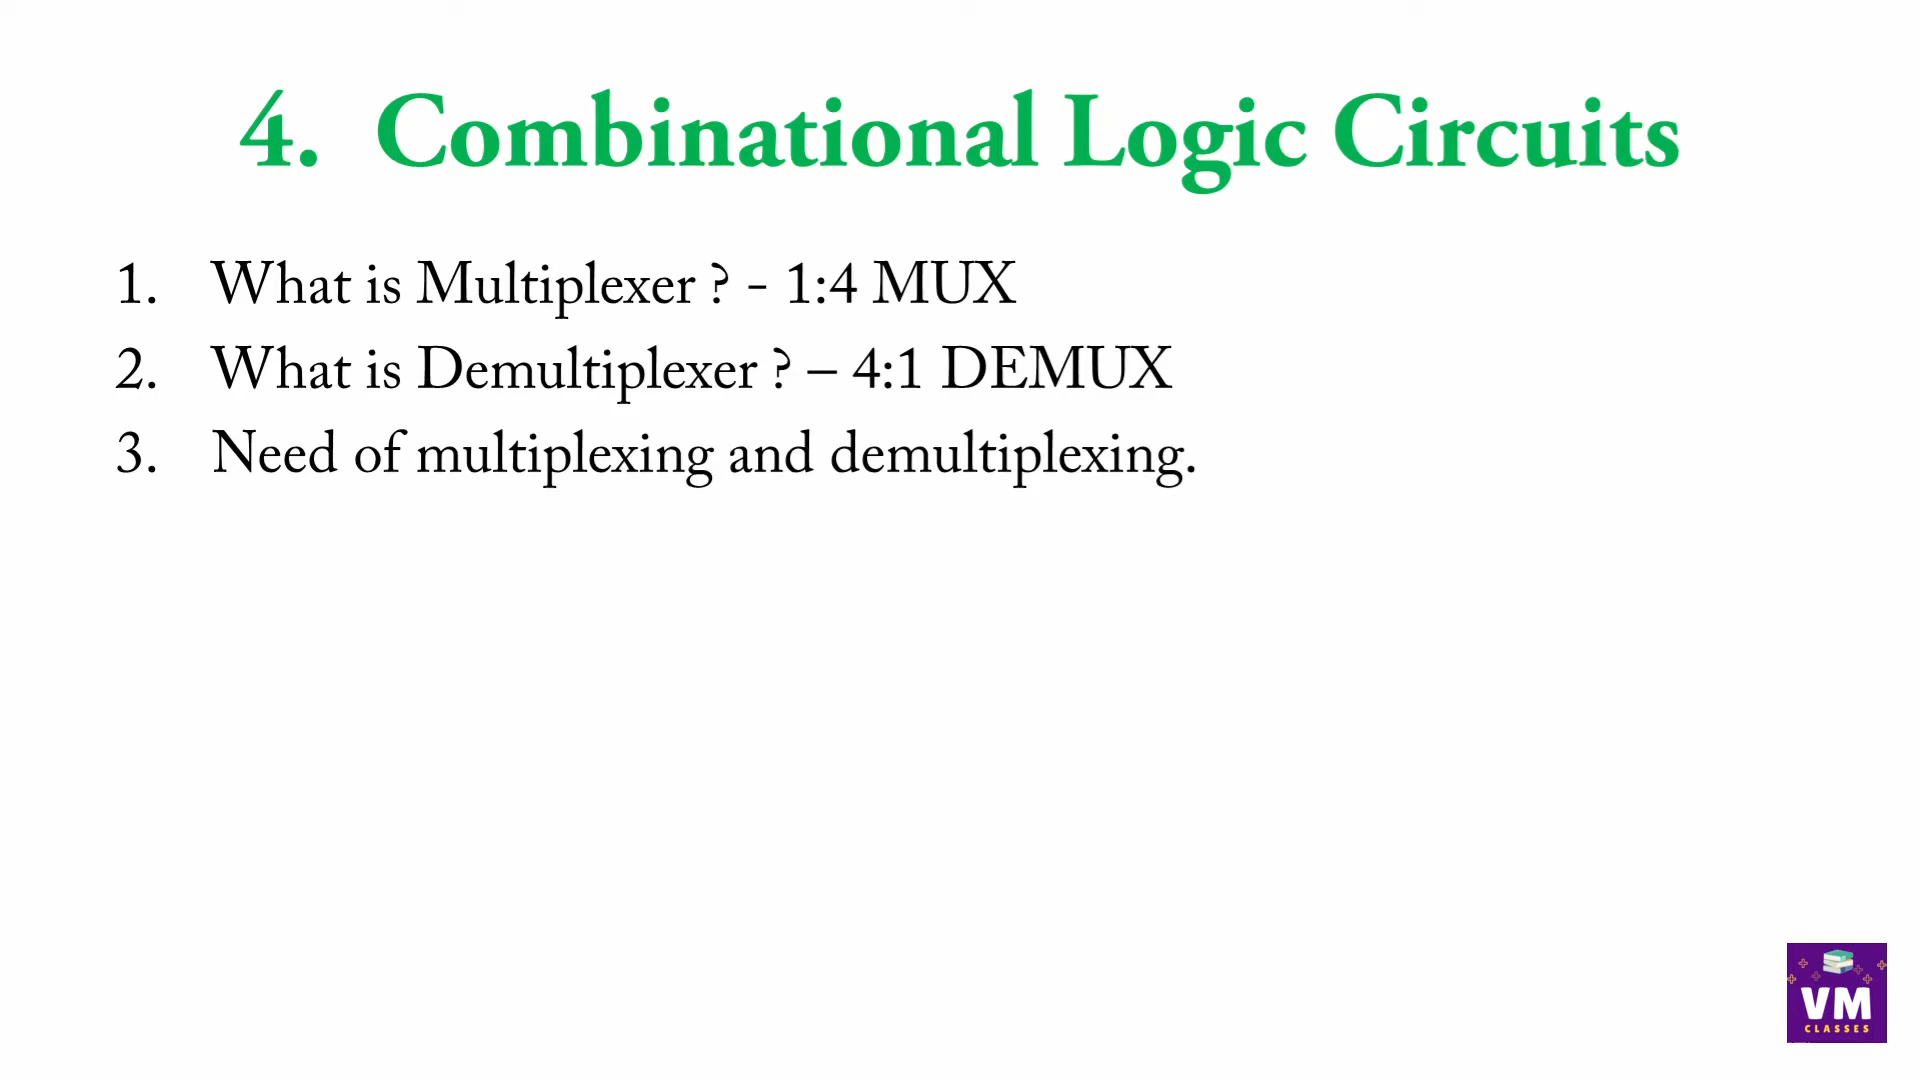 4. Combinational Logic Circuits
1. What is Multiplexer ? - 1:4 MUX
2. What is Demultiplexer ? – 4:1 DEMUX
3. Need of multiplexing and demultiplexing.
VM
CLASSES